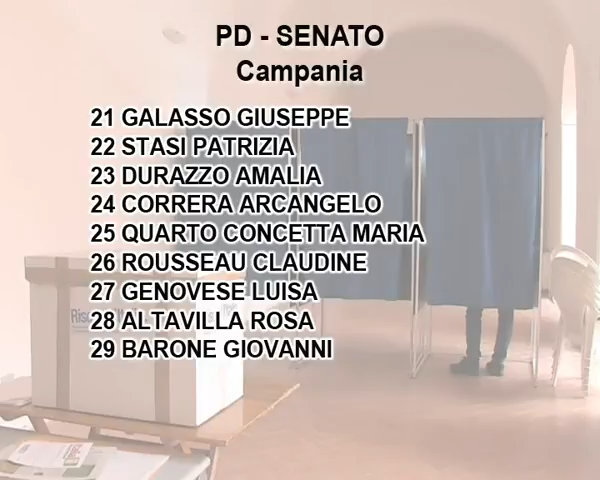 PD - SENATO
Campania
21 GALASSO GIUSEPPE
22 STASI PATRIZIA
23 DURAZZO AMALIA
24 CORRERA ARCANGELO
25 QUARTO CONCETTA MARIA
26 ROUSSEAU CLAUDINE
27 GENOVESE LUISA
28 ALTAVILLA ROSA
29 BARONE GIOVANNI